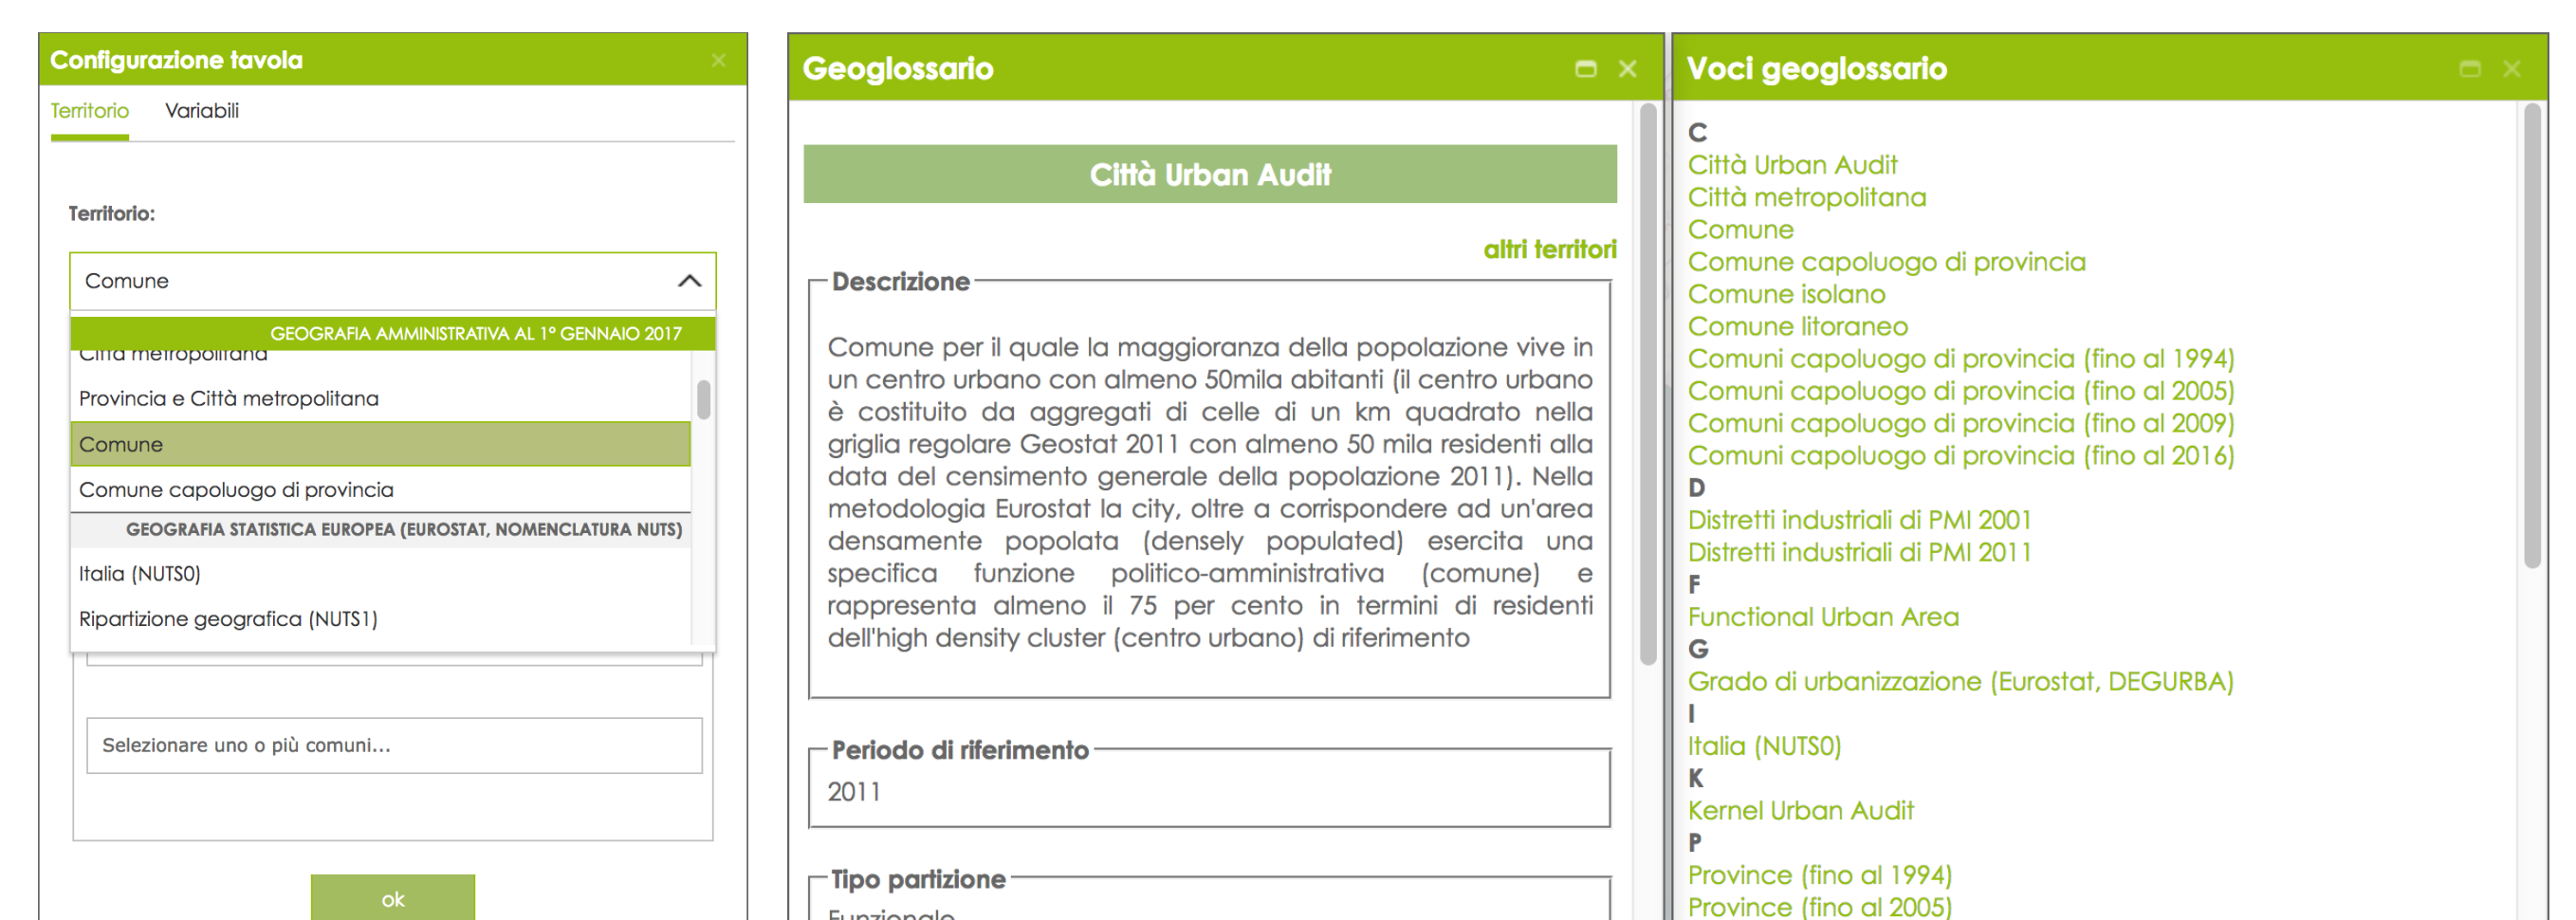 Configurazione tavola
Territorio Variabili
Territorio:
Comune
GEOGRAFIA AMMINISTRATIVA AL 1° GENNAIO 2017
Città metropolitana
Provincia e Città metropolitana
Comune
Comune capoluogo di provincia
GEOGRAFIA STATISTICA EUROPEA (EUROSTAT, NOMENCLATURA NUTS)
Italia (NUTS0)
Ripartizione geografica (NUTS1)
Selezionare uno o più comuni...
ok
Geoglossario
Città Urban Audit
altri territori
Descrizione
Comune per il quale la maggioranza della popolazione vive in
un centro urbano con almeno 50mila abitanti (il centro urbano
è costituito da aggregati di celle di un km quadrato nella
griglia regolare Geostat 2011 con almeno 50 mila residenti alla
data del censimento generale della popolazione 2011). Nella
metodologia Eurostat la city, oltre a corrispondere ad un'area
densamente popolata (densely populated) esercita una
specifica funzione politico-amministrativa (comune) e
rappresenta almeno il 75 per cento in termini di residenti
dell'high density cluster (centro urbano) di riferimento
Periodo di riferimento
2011
Tipo partizione
Funzionale
Voci geoglossario
C
Città Urban Audit
Città metropolitana
Comune
Comune capoluogo di provincia
Comune isolano
Comune litoraneo
Comuni capoluogo di provincia (fino al 1994)
Comuni capoluogo di provincia (fino al 2005)
Comuni capoluogo di provincia (fino al 2009)
Comuni capoluogo di provincia (fino al 2016)
D
Distretti industriali di PMI 2001
Distretti industriali di PMI 2011
F
Functional Urban Area
G
Grado di urbanizzazione (Eurostat, DEGURBA)
I
Italia (NUTS0)
K
Kernel Urban Audit
P
Province (fino al 1994)
Province (fino al 2005)